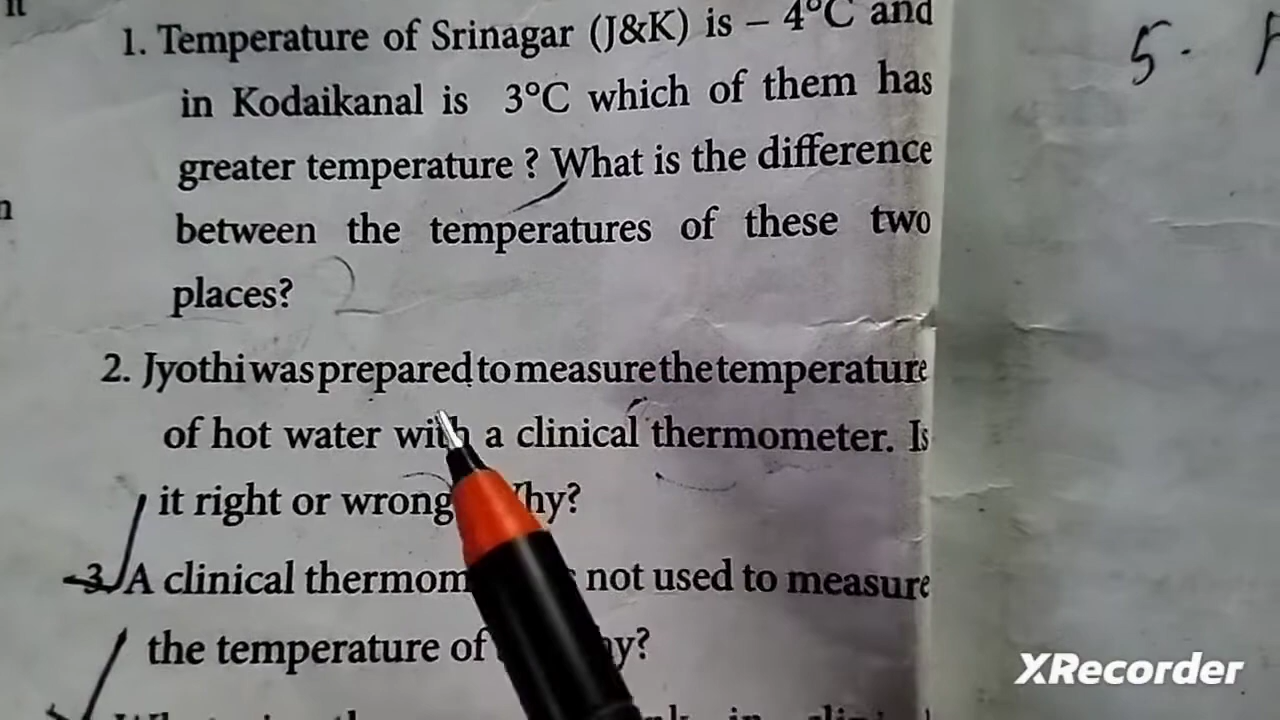 1. Temperature of Srinagar (J&K) is – 4°C and
in Kodaikanal is 3°C which of them has
greater temperature ? What is the difference
between the temperatures of these two
places? 2
2. Jyothi was prepared to measure the temperature
of hot water with a clinical thermometer. Is
it right or wrong Why?
3. A clinical thermom not used to measure
the temperature of
5.
XRecorder